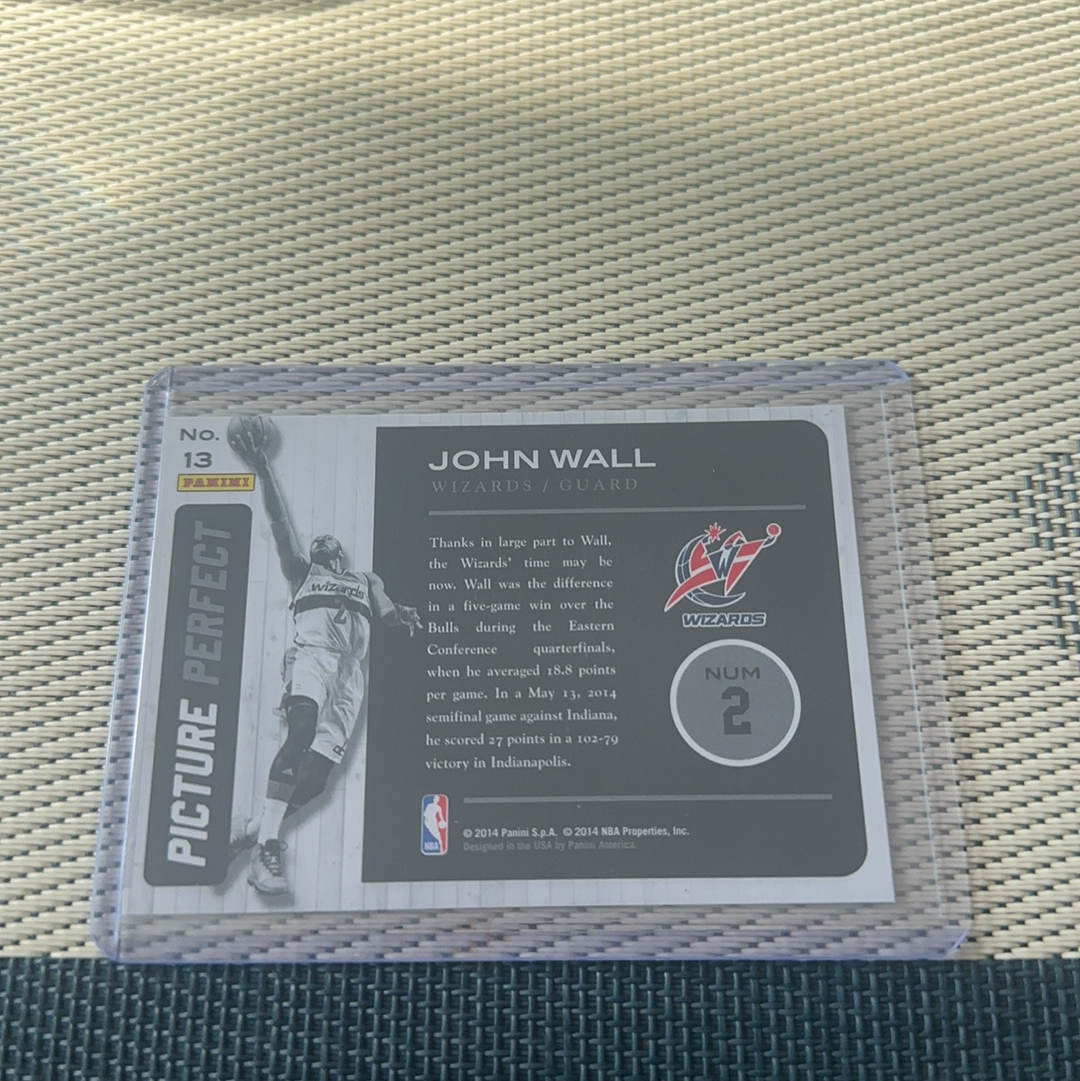 No.
13
PANINI
PICTURE PERFECT
Wizards
2
JOHN WALL
WIZARDS / GUARD
Thanks in large part to Wall,
the Wizards' time may be
now. Wall was the difference
in a five-game win over the
Bulls during the Eastern
Conference quarterfinals,
when he averaged 18.8 points
per game. In a May 13, 2014
semifinal game against Indiana,
he scored 27 points in a 102-79
victory in Indianapolis.
WIZARDS
NUM
2
NBA
© 2014 Panini S.p.A. © 2014 NBA Properties, Inc.
Designed in the USA by Panini America.